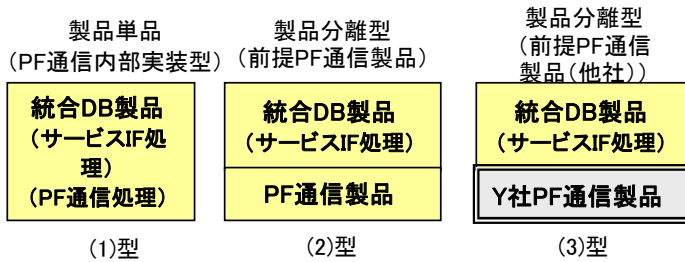 製品単品
（PF通信内部実装型）
製品分離型
（前提PF通信製品）
製品分離型
（前提PF通信
製品（他社））
統合DB製品
（サービスIF処
理）
（PF通信処理）
統合DB製品
（サービスIF処理）
PF通信製品
統合DB製品
（サービスIF処理）
Y社PF通信製品
(1)型
(2)型
(3)型